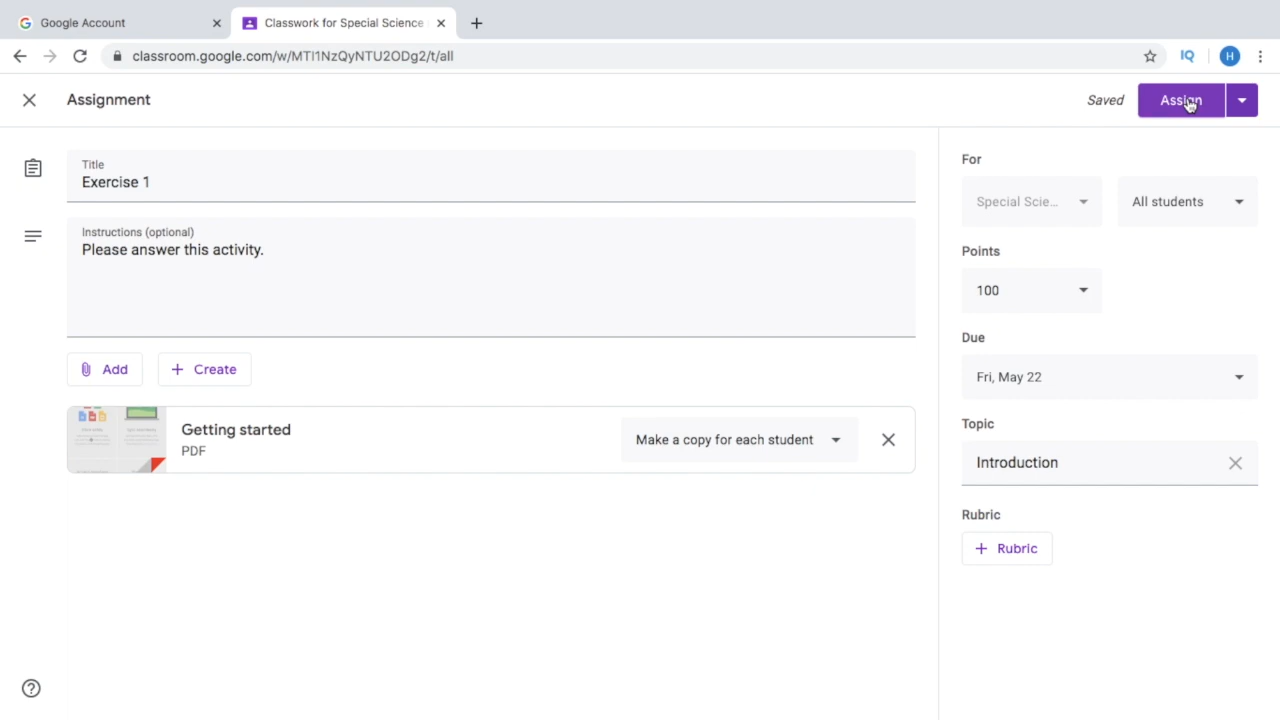 Google Account
Classwork for Special Science
classroom.google.com/w/MTI1NzQyNTU2ODg2/t/all
IQ
H
Assignment
Saved
Assign
Title
Exercise 1
Instructions (optional)
Please answer this activity.
Add
Create
Getting started
PDF
Make a copy for each student
For
Special Scie...
All students
Points
100
Due
Fri, May 22
Topic
Introduction
Rubric
Rubric